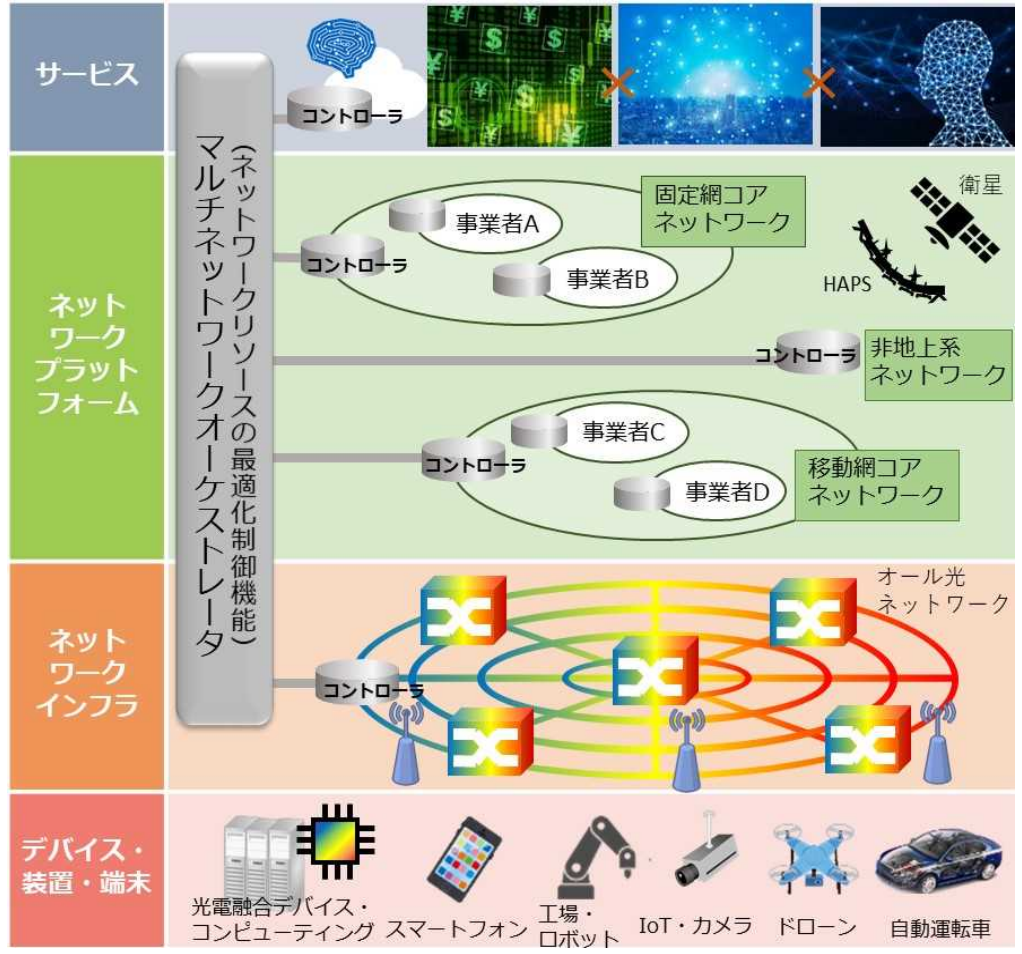 サービス
コントローラ
マルチネットワークオーケストレータ
(ネットワークリソースの最適化制御機能)
ネット
ワーク
プラット
フォーム
固定網コア
ネットワーク
事業者A
事業者B
コントローラ
衛星
HAPS
コントローラ
非地上系
ネットワーク
事業者C
コントローラ
事業者D
移動網コア
ネットワーク
ネット
ワーク
インフラ
オール光
ネットワーク
コントローラ
デバイス・
装置・端末
光電融合デバイス・
コンピューティング
スマートフォン
工場・
ロボット
IoT・カメラ
ドローン
自動運転車